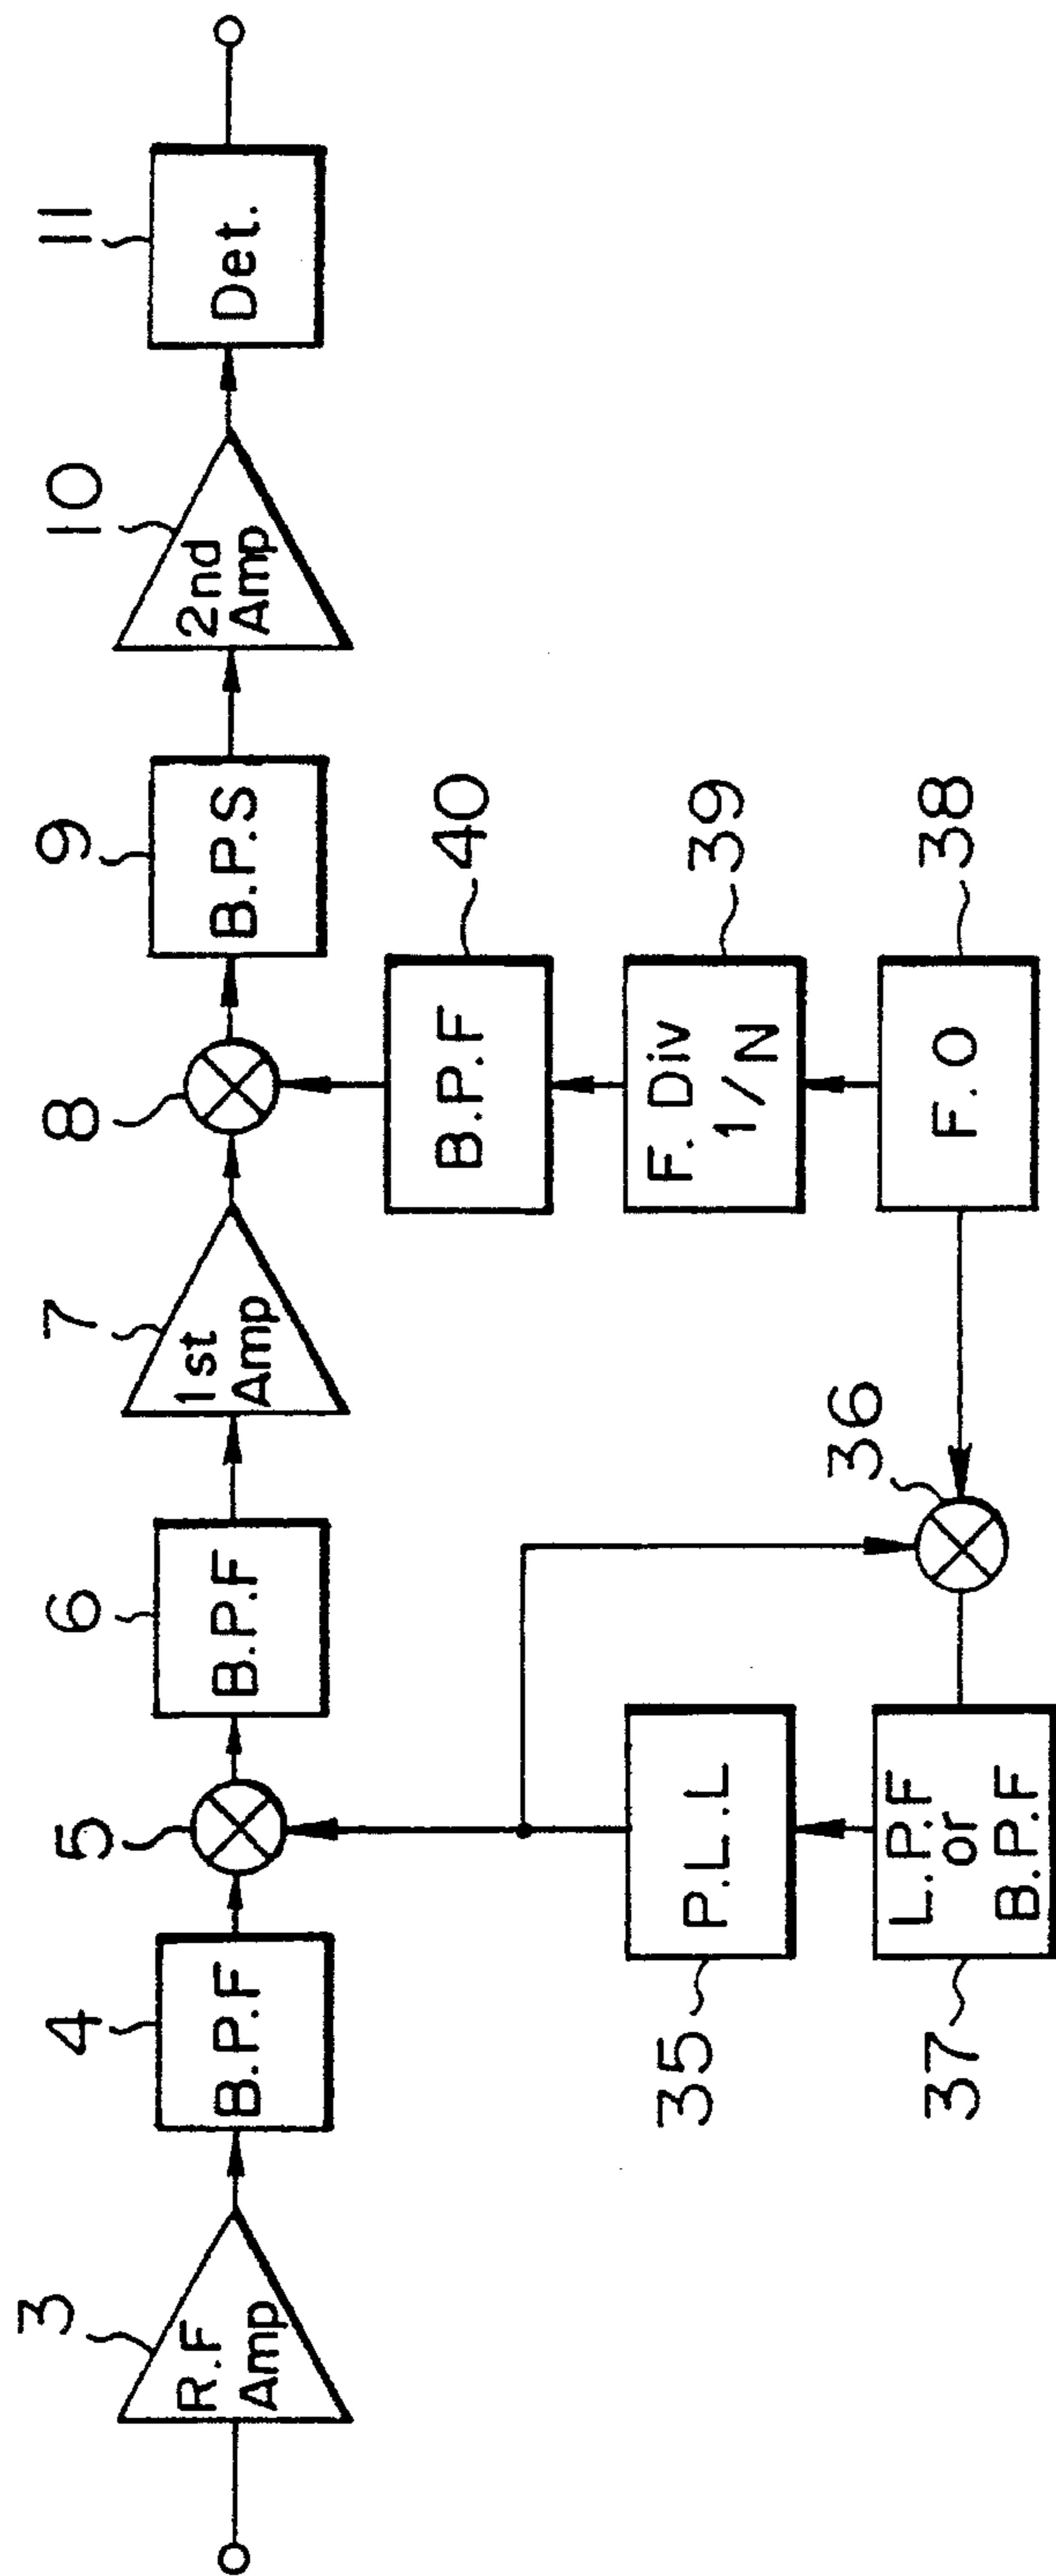 3
R.F
Amp
4
B.P.F
5
6
B.P.F
7
1st
Amp
8
9
B.P.S
10
2nd
Amp
11
Det.
40
B.P.F
39
F. Div
1/N
38
F. O
36
35
P.L.L
37
L.P.F
or
B.P.F